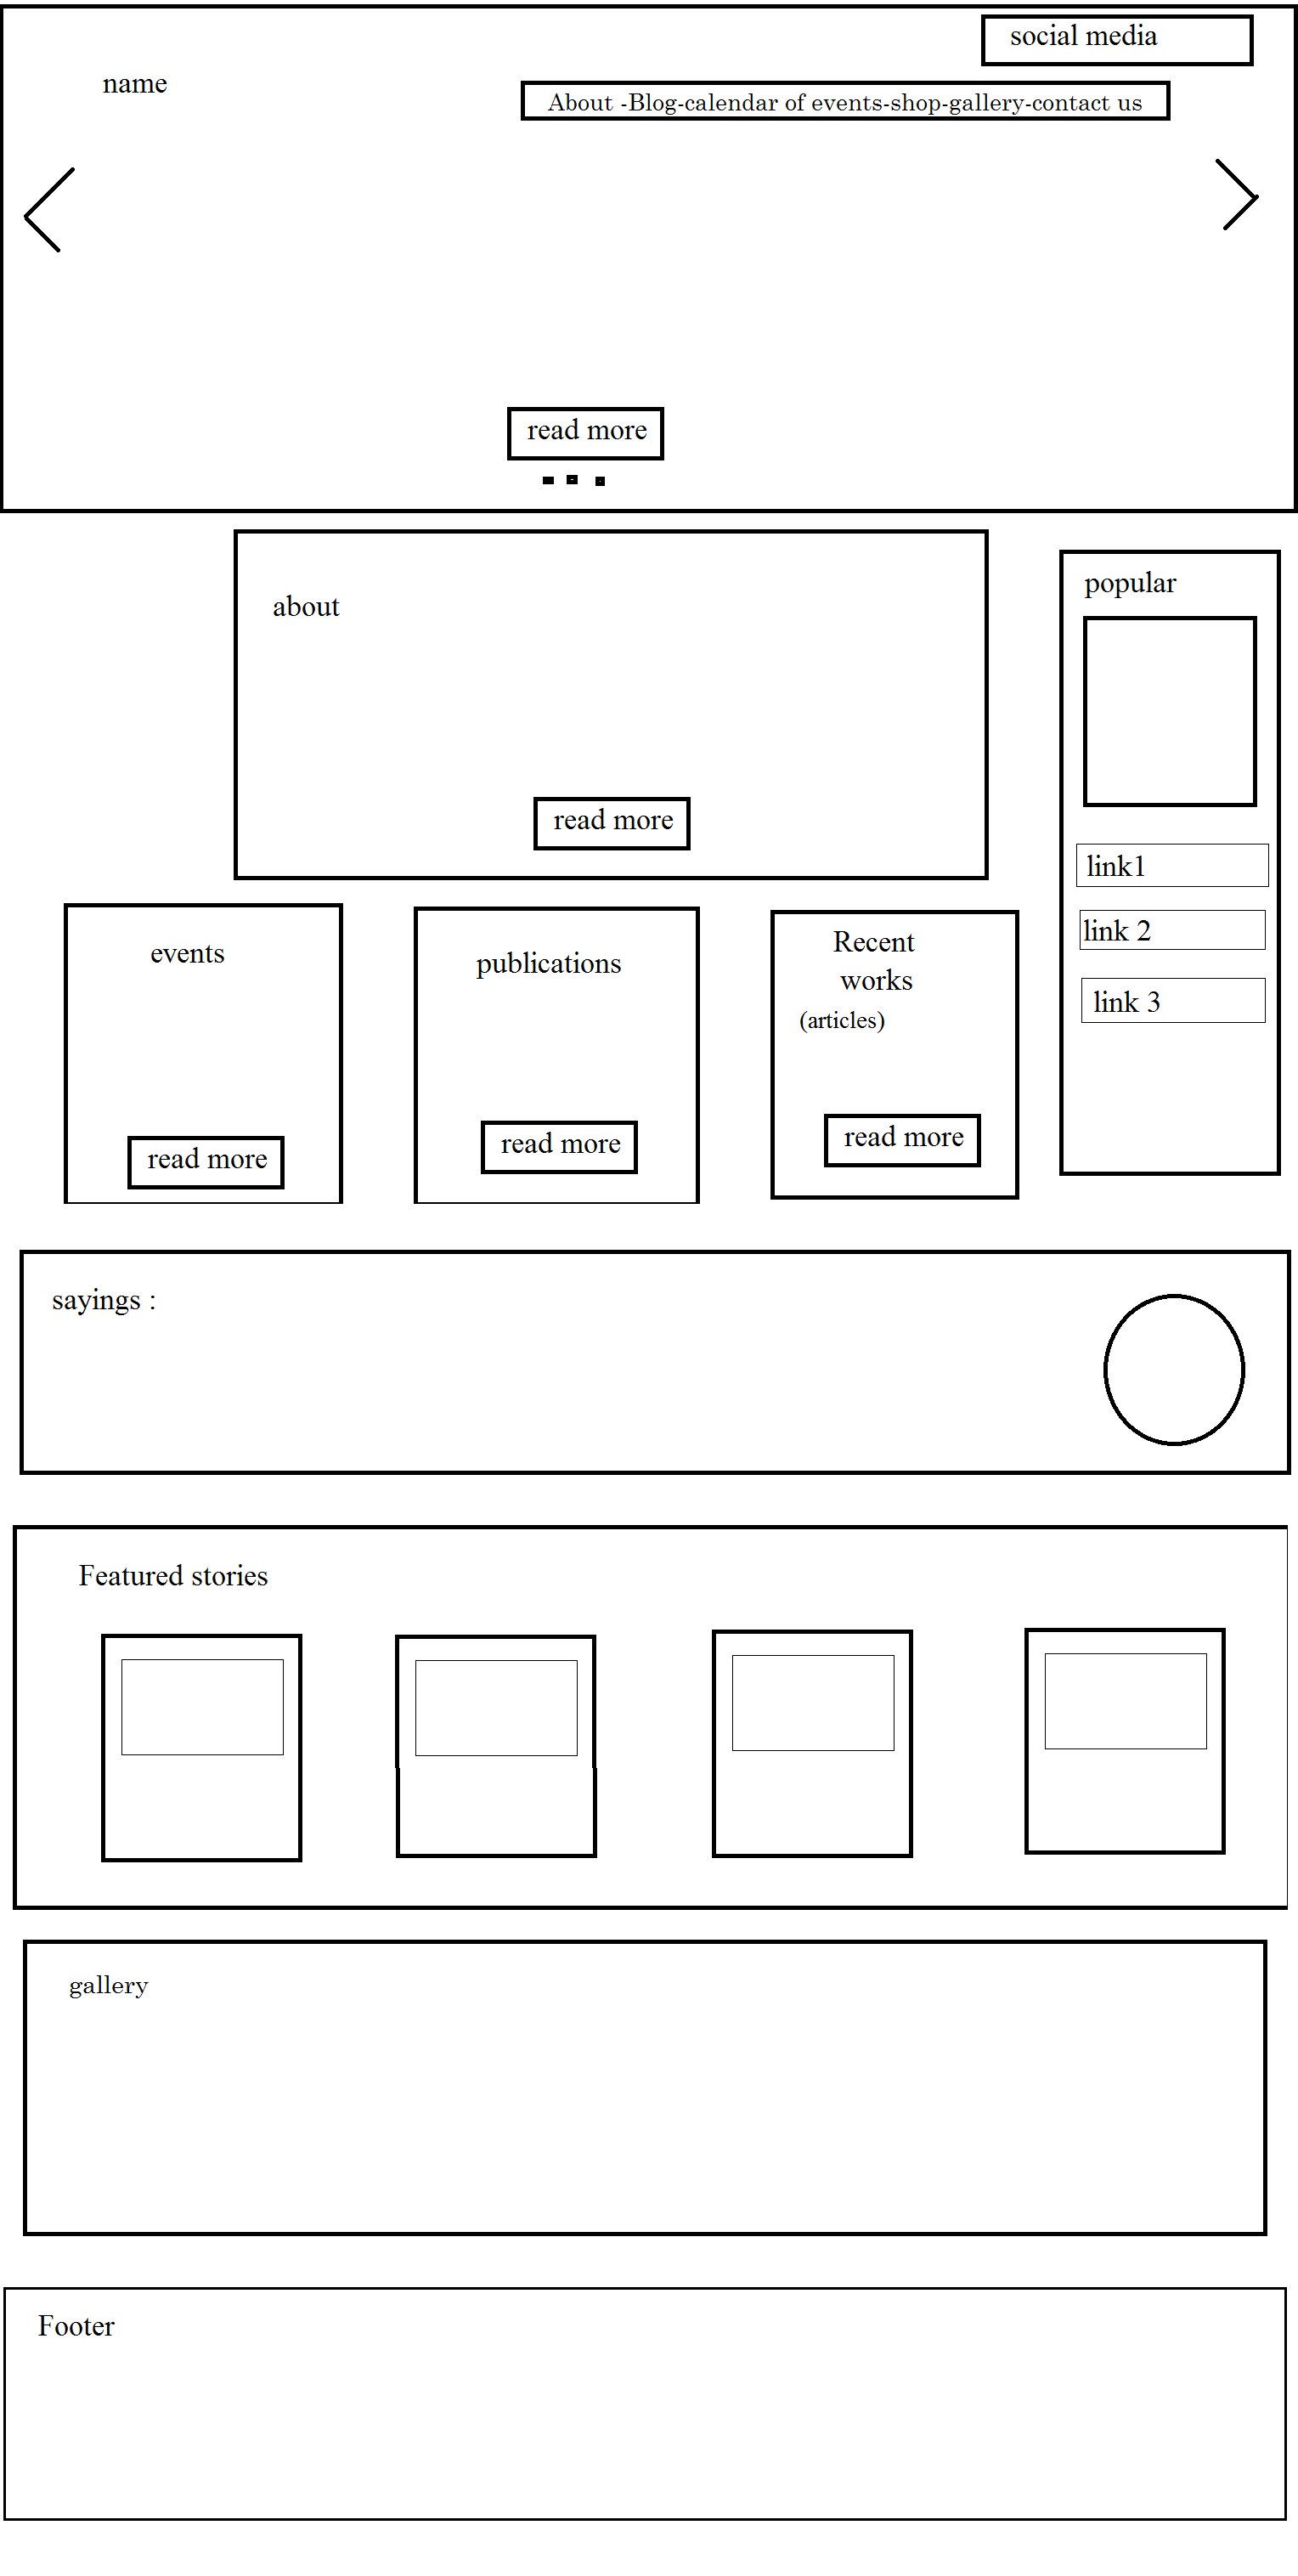 social media
name
About -Blog-calendar of events-shop-gallery-contact us
read more
about
read more
popular
link1
link 2
link 3
events
read more
publications
read more
Recent
works
(articles)
read more
sayings :
Featured stories
gallery
Footer